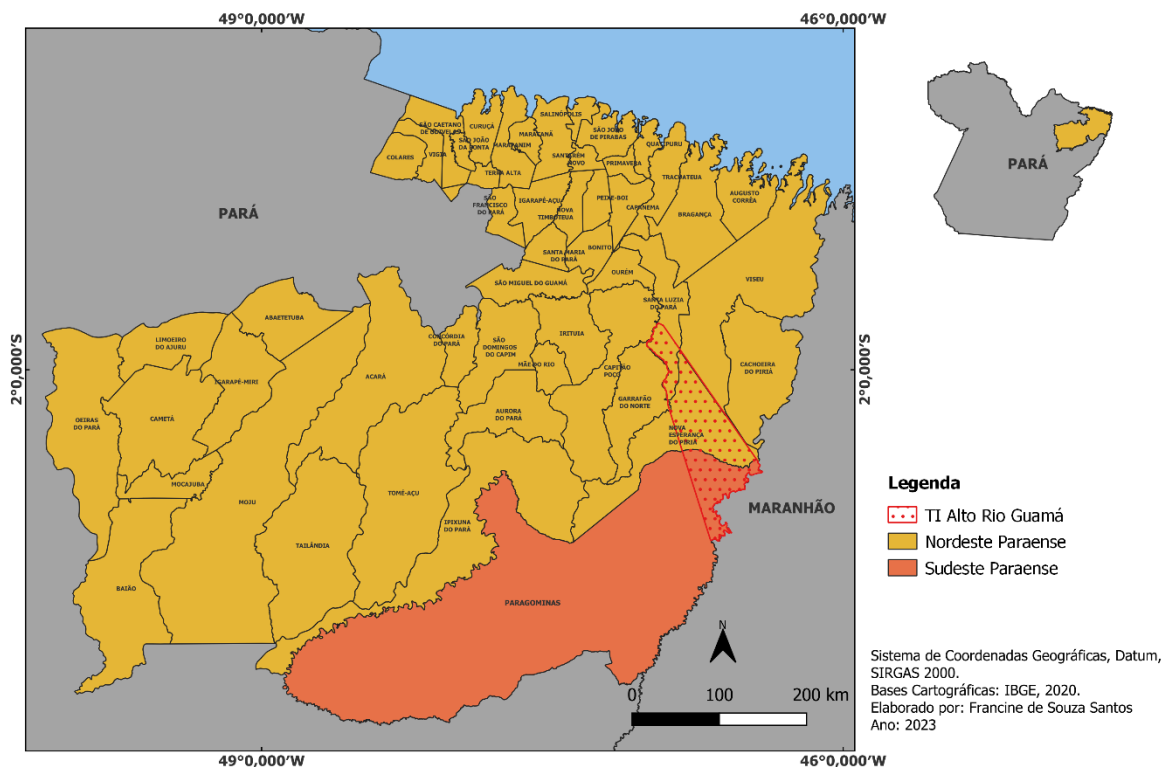 49°0,000'W
46°0,000'W
2°0,000'S
2°0,000'S
49°0,000'W
46°0,000'W
PARÁ
SÃO CAETANO
DE ODIVELAS
CURUÇÁ
SALINÓPOLIS
MARACANÃ
SÃO JOÃO
DE PIRABAS
COLARES
VIGIA
SÃO JOÃO
DA PONTA
MARAPANIM
QUATIPURU
SANTARÉM
NOVO
PRIMAVERA
TERRA ALTA
TRACUATEUA
AUGUSTO
CORRÊA
SÃO
FRANCISCO
DO PARÁ
IGARAPÉ-AÇU
NOVA
TIMBOTEUA
PEIXE-BOI
CAPANEMA
BRAGANÇA
SANTA MARIA
DO PARÁ
BONITO
OURÉM
VISEU
SÃO MIGUEL DO GUAMÁ
SANTA LUZIA
DO PARÁ
ABAETETUBA
LIMOEIRO
DO AJURU
CONCÓRDIA
DO PARÁ
SÃO
DOMINGOS
DO CAPIM
IRITUIA
MÃE DO RIO
CAPITÃO
POÇO
CACHOEIRA
DO PIRIÁ
IGARAPÉ-MIRI
ACARÁ
OEIRAS
DO PARÁ
CAMETÁ
AURORA
DO PARÁ
GARRAFÃO
DO NORTE
NOVA
ESPERANÇA
DO PIRIÁ
MOCAJUBA
MOJU
TOMÉ-AÇU
IPIXUNA
DO PARÁ
TAILÂNDIA
BAIÃO
PARAGOMINAS
MARANHÃO
N
0 100 200 km
PARÁ
Legenda
TI Alto Rio Guamá
Nordeste Paraense
Sudeste Paraense
Sistema de Coordenadas Geográficas, Datum,
SIRGAS 2000.
Bases Cartográficas: IBGE, 2020.
Elaborado por: Francine de Souza Santos
Ano: 2023